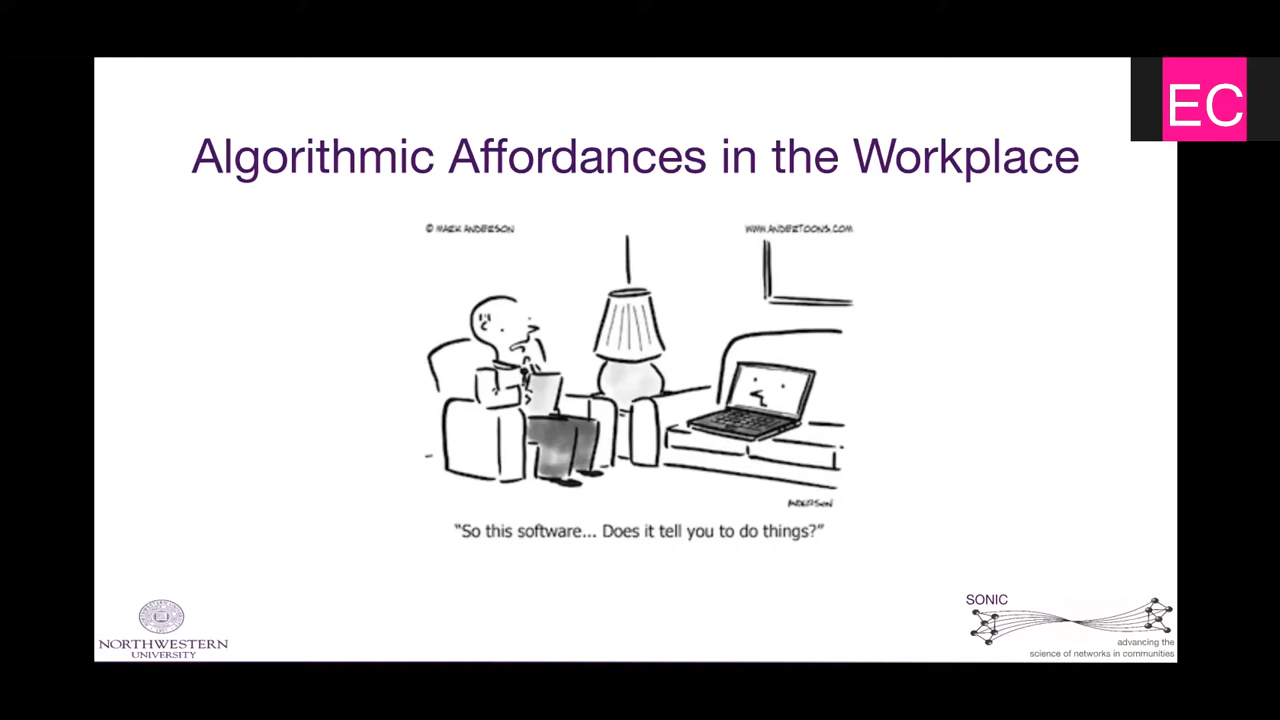 EC
Algorithmic Affordances in the Workplace
© MARK ANDERSON
WWW.ANDERTOONS.COM
ANDERSON
"So this software... Does it tell you to do things?"
NORTHWESTERN
UNIVERSITY
SONIC
advancing the
science of networks in communities